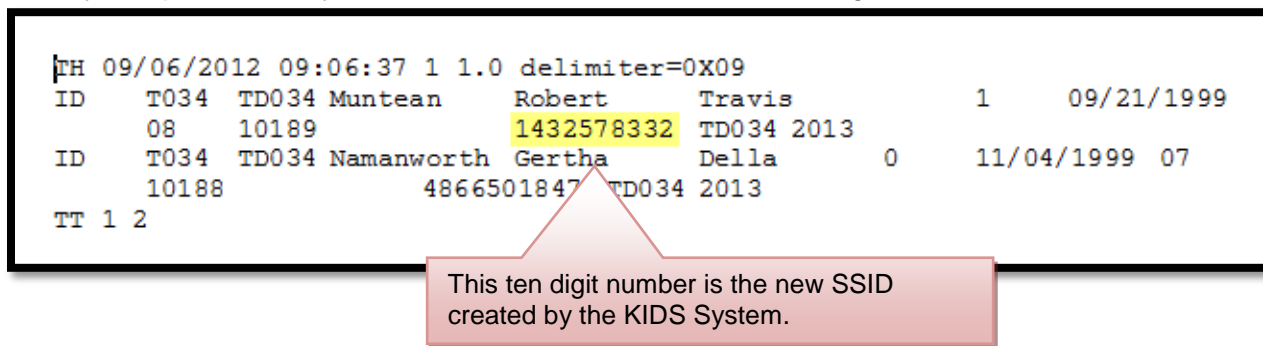 TH 09/06/2012 09:06:37 1 1.0 delimiter=0X09
ID T034 TD034 Muntean Robert Travis 1 09/21/1999
08 10189 1432578332 TD034 2013
ID T034 TD034 Namanworth Gertha Della 0 11/04/1999 07
10188 4866501847 TD034 2013
TT 1 2
This ten digit number is the new SSID
created by the KIDS System.